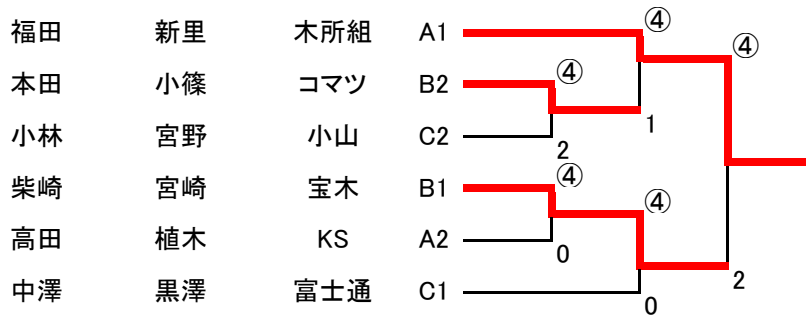 福田 新里 木所組 A1 ④ ④
本田 小篠 コマツ B2 ④ 1
小林 宮野 小山 C2 2
柴崎 宮崎 宝木 B1 ④ ④
高田 植木 KS A2 0 2
中澤 黒澤 富士通 C1 0